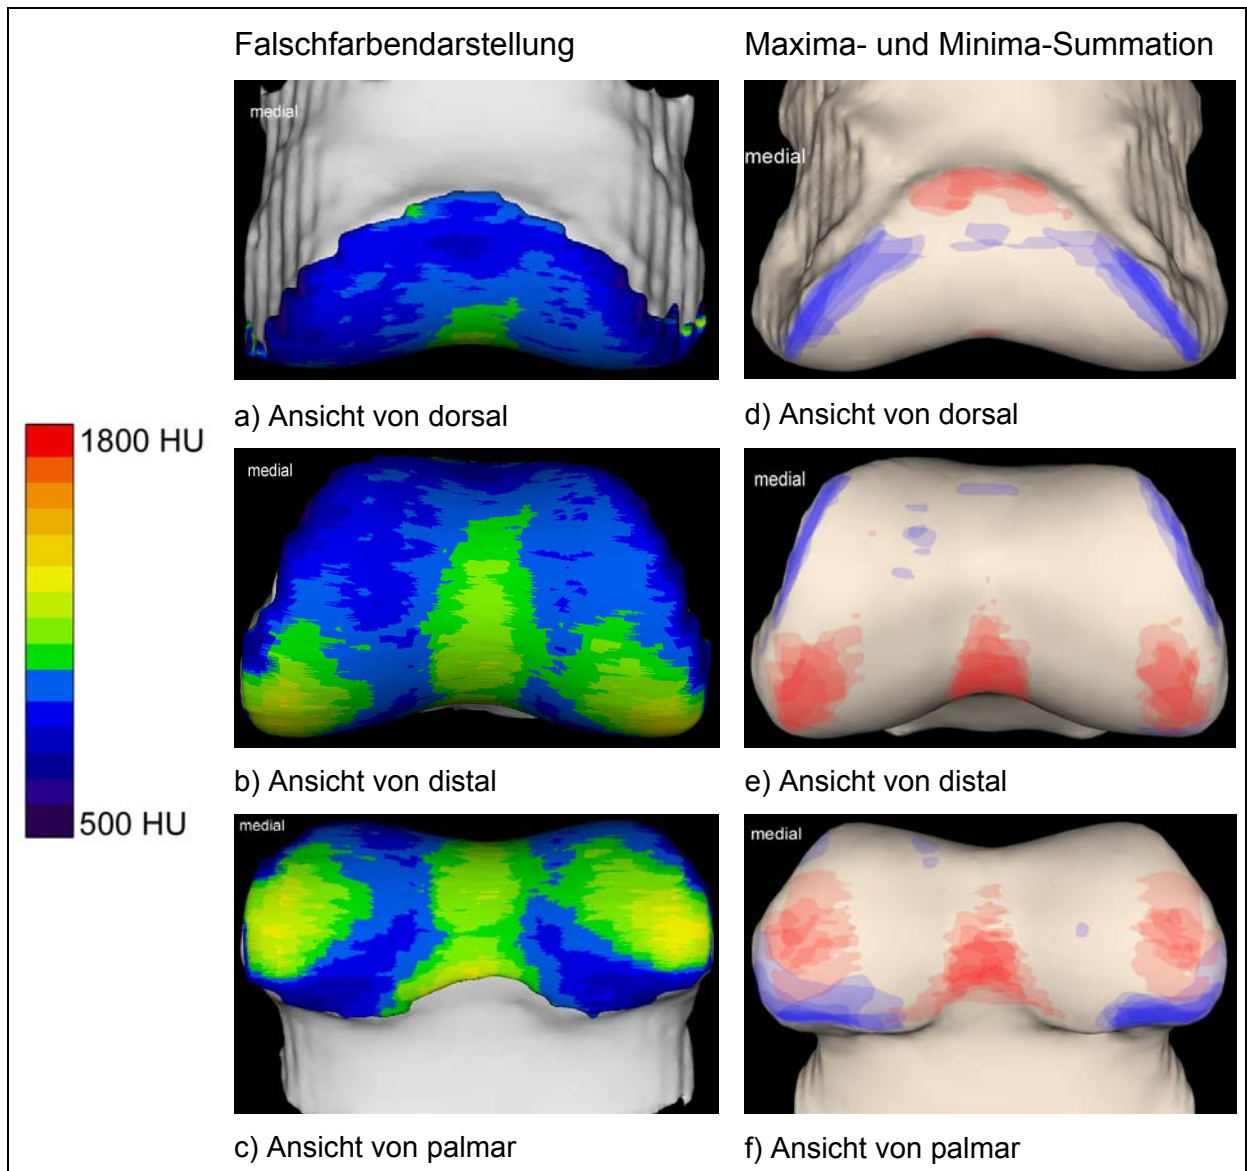 Falschfarbendarstellung
Maxima- und Minima-Summation
medial
medial
a) Ansicht von dorsal
d) Ansicht von dorsal
1800 HU
500 HU
medial
medial
b) Ansicht von distal
e) Ansicht von distal
medial
medial
c) Ansicht von palmar
f) Ansicht von palmar